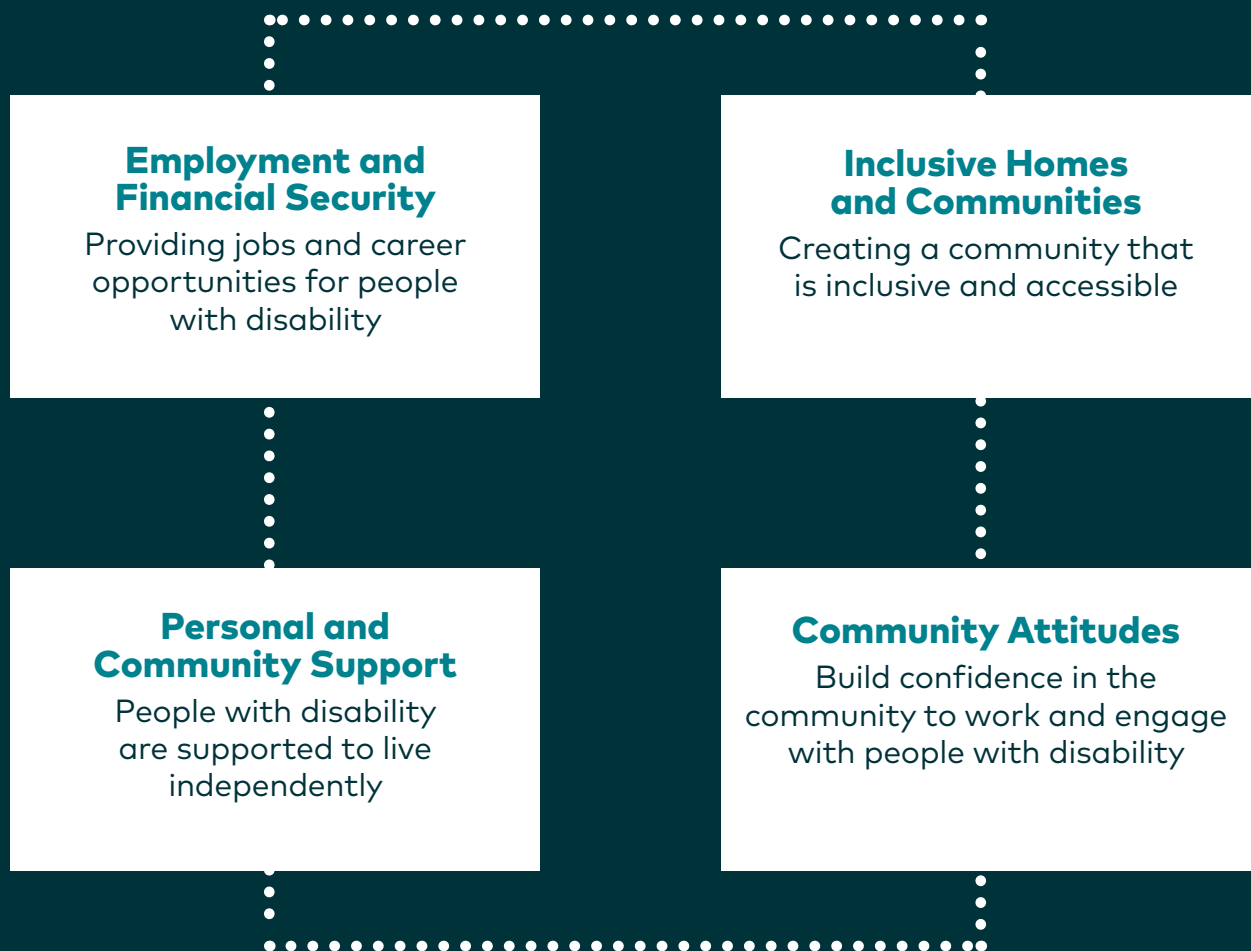 Employment and
Financial Security
Providing jobs and career
opportunities for people
with disability
Inclusive Homes
and Communities
Creating a community that
is inclusive and accessible
Personal and
Community Support
People with disability
are supported to live
independently
Community Attitudes
Build confidence in the
community to work and engage
with people with disability